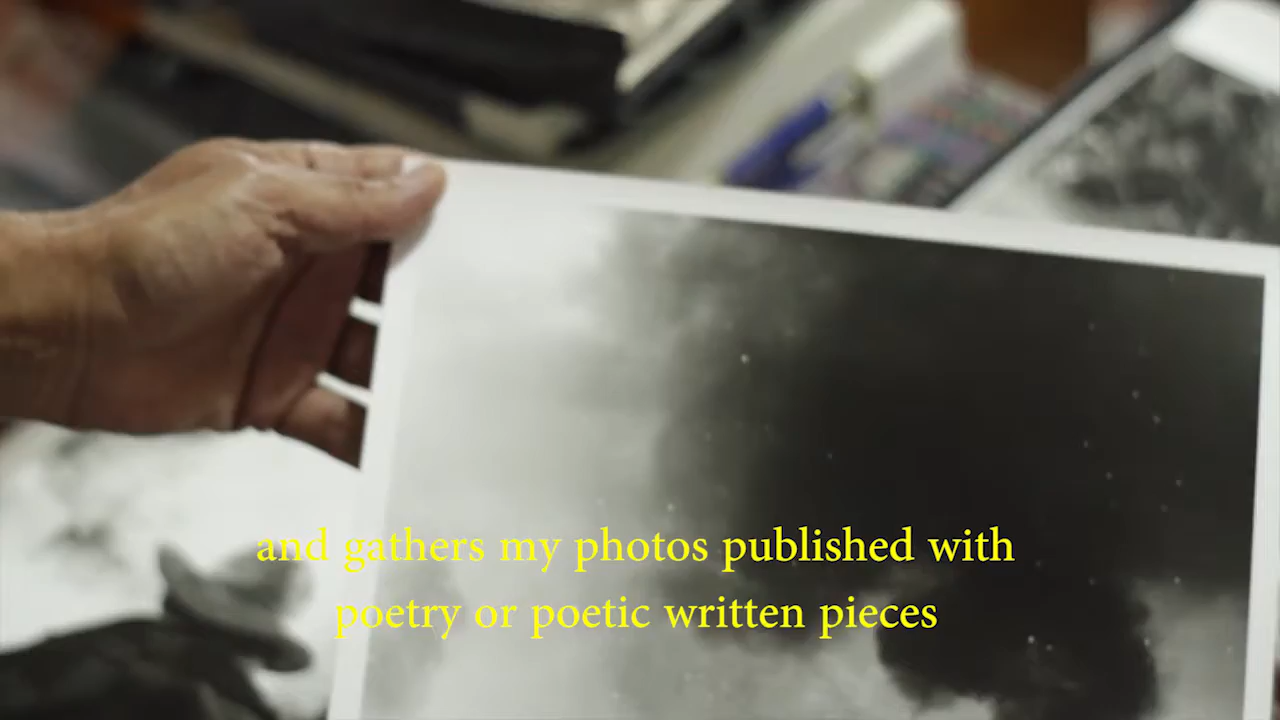 and gathers my photos published with
poetry or poetic written pieces